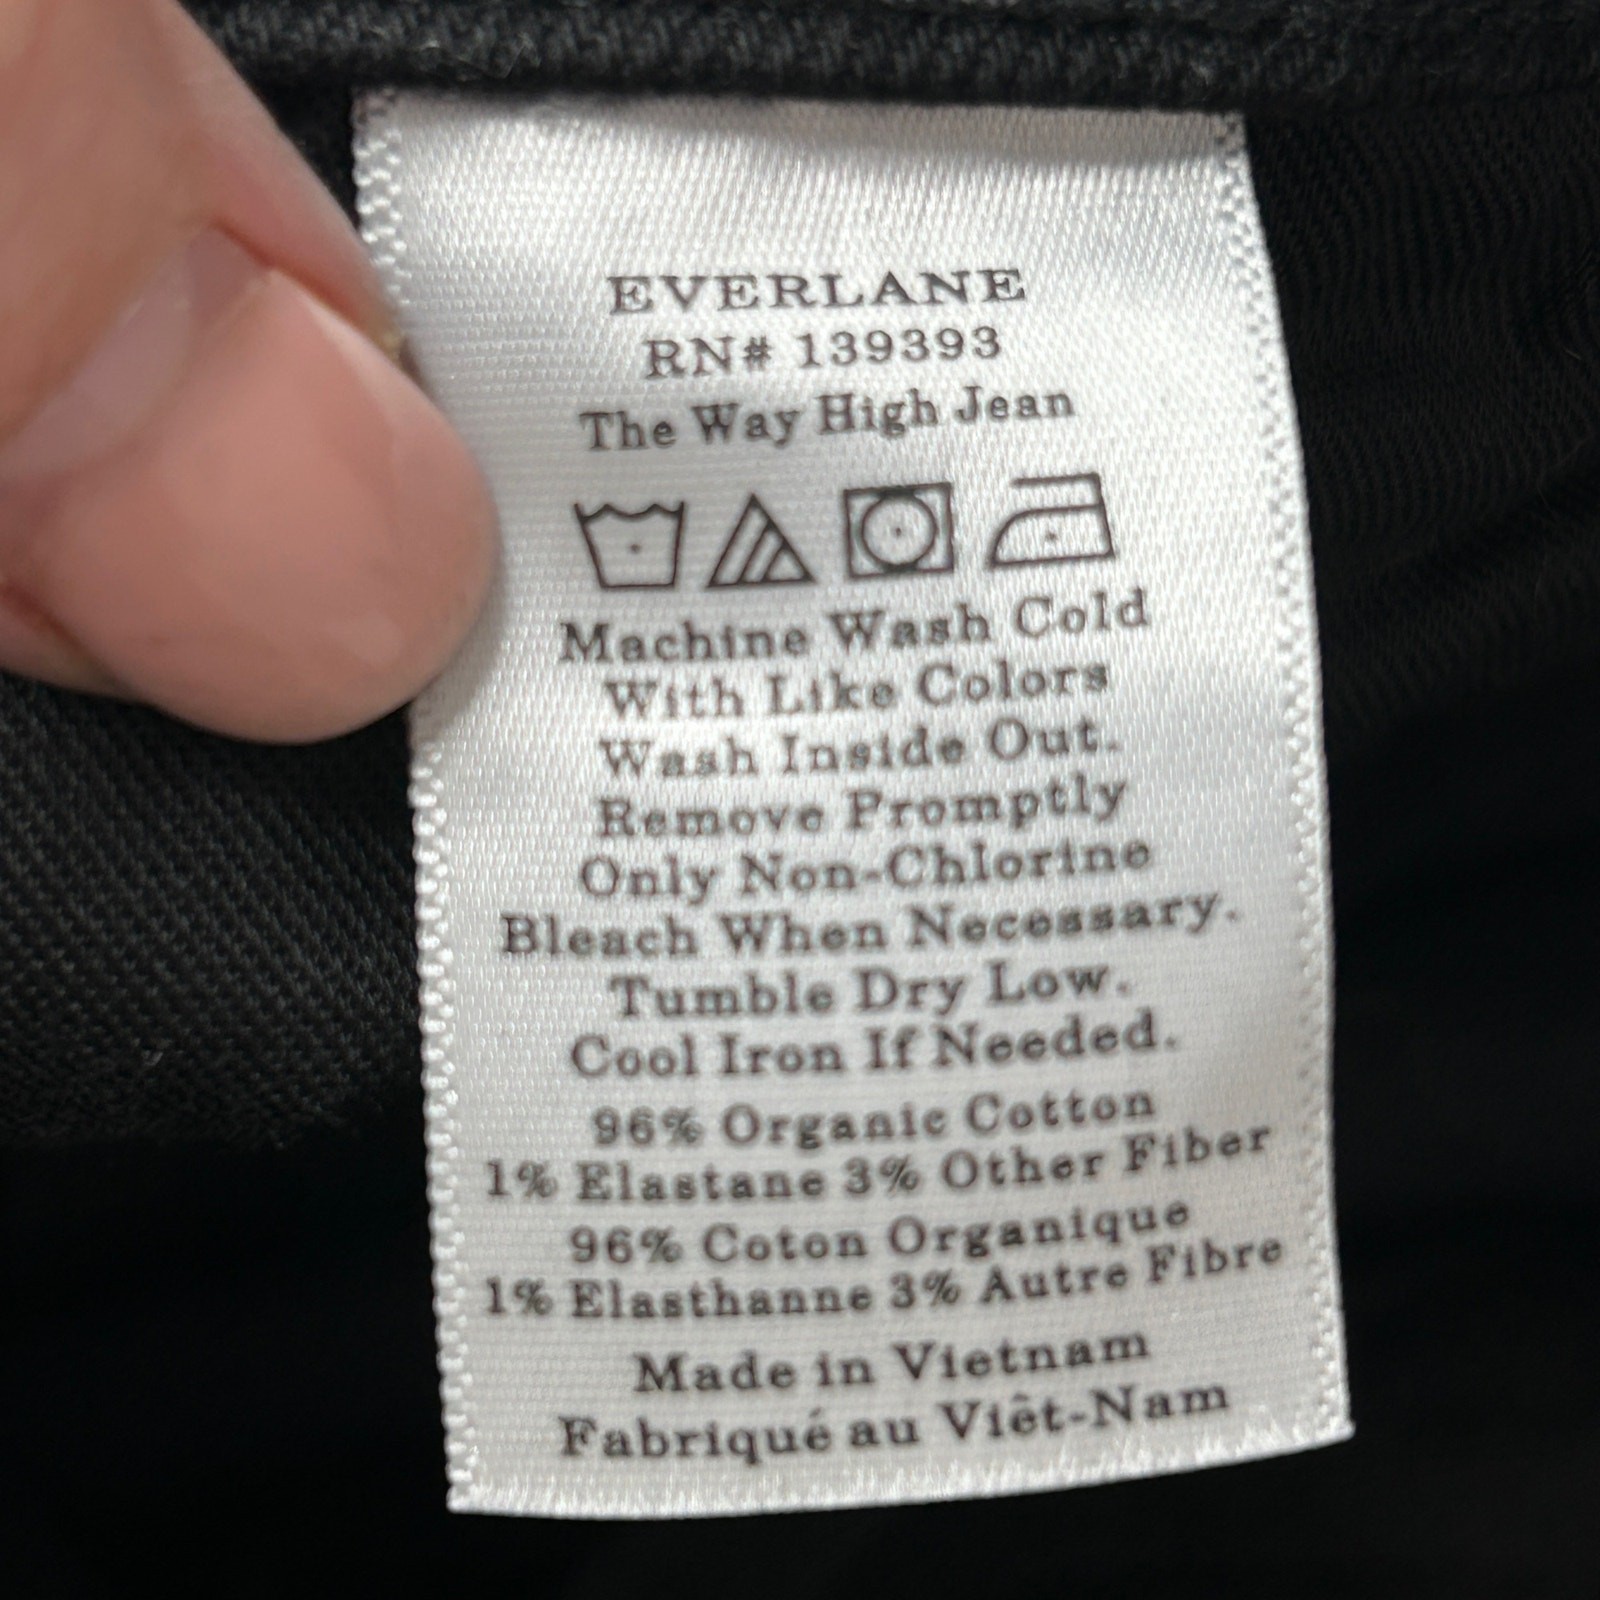 EVERLANE
RN# 139393
The Way High Jean
Machine Wash Cold
With Like Colors
Wash Inside Out.
Remove Promptly
Only Non-Chlorine
Bleach When Necessary.
Tumble Dry Low.
Cool Iron If Needed.
96% Organic Cotton
1% Elastane 3% Other Fiber
96% Coton Organique
1% Elasthanne 3% Autre Fibre
Made in Vietnam
Fabriqué au Viêt-Nam